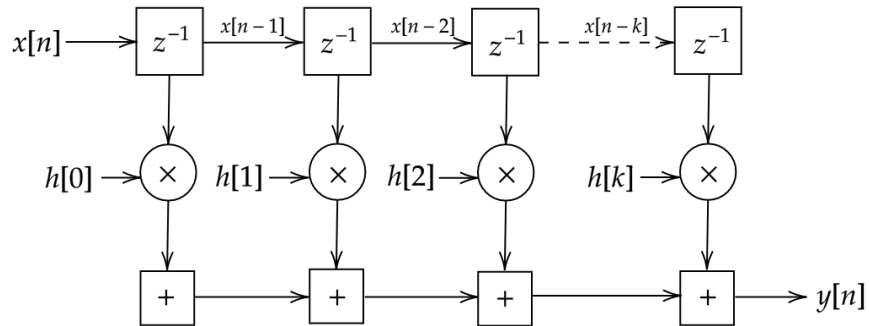 x[n] z⁻¹ x[n−1] z⁻¹ x[n−2] z⁻¹ x[n−k] z⁻¹
h[0] × h[1] × h[2] × h[k] ×
+ + + + y[n]